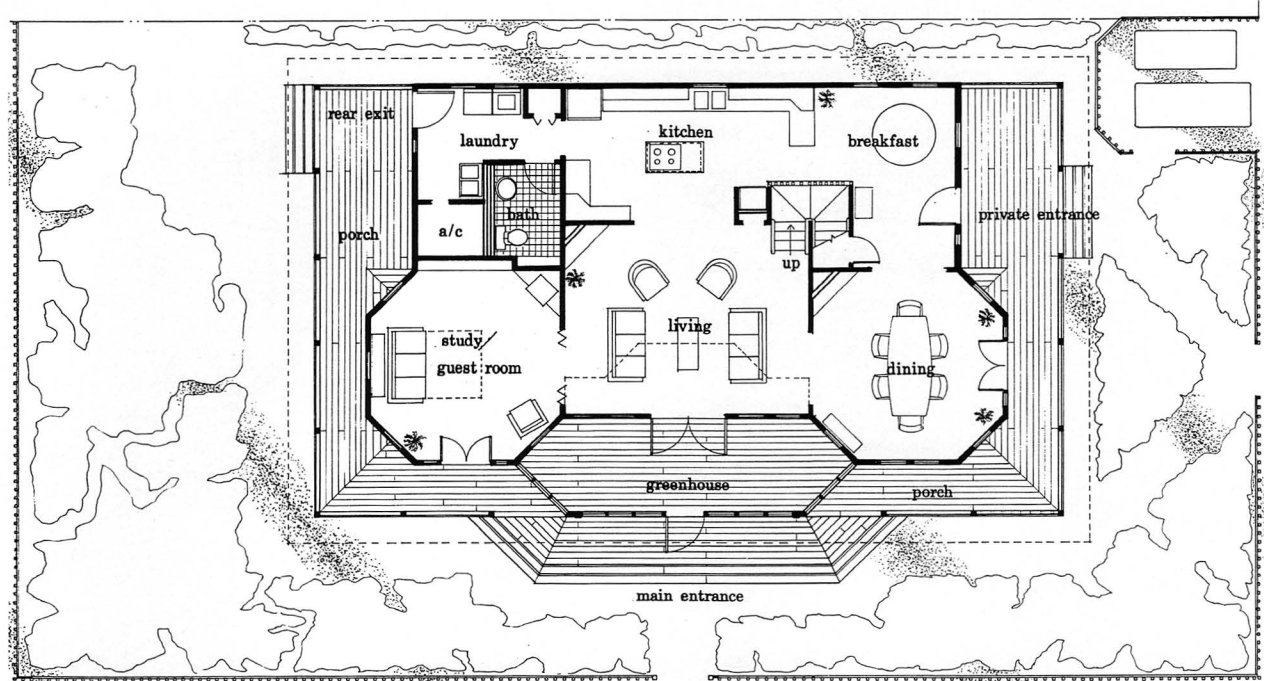 rear exit
laundry
kitchen
breakfast
bath
porch
a/c
private entrance
up
living
study/
guest room
dining
greenhouse
porch
main entrance